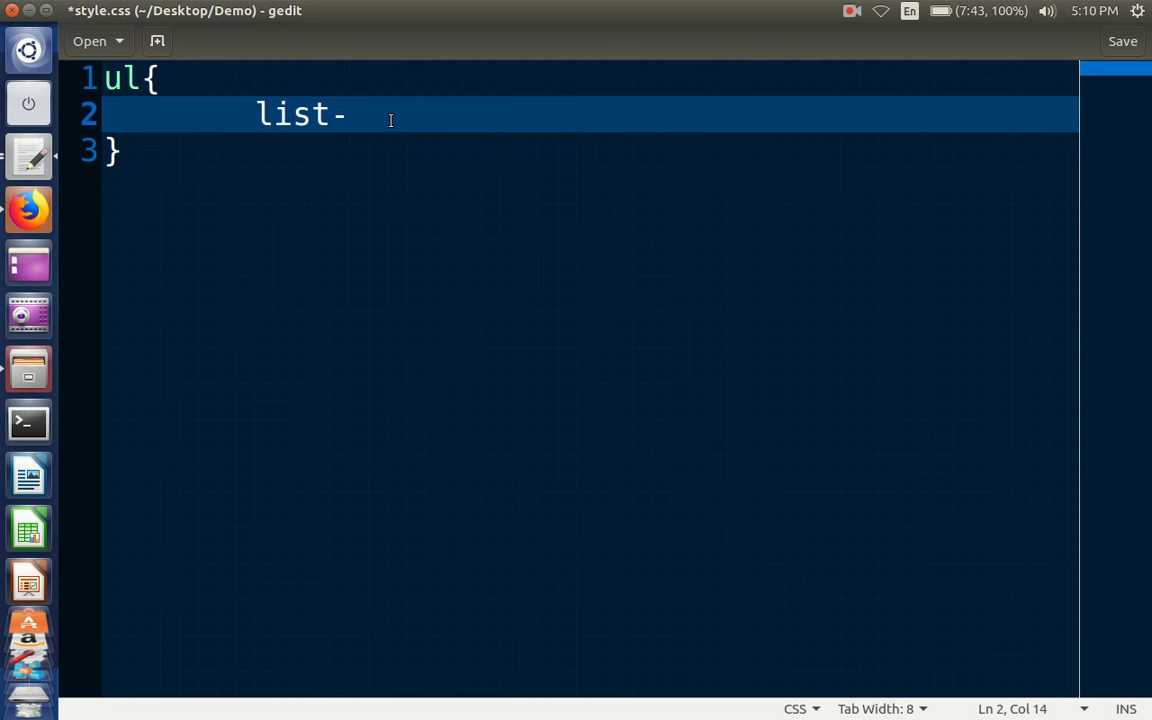 *style.css (~/Desktop/Demo) - gedit
En (7:43, 100%) 5:10 PM
Open Save
1 ul{
2 list-
3 }
CSS Tab Width: 8 Ln 2, Col 14 INS